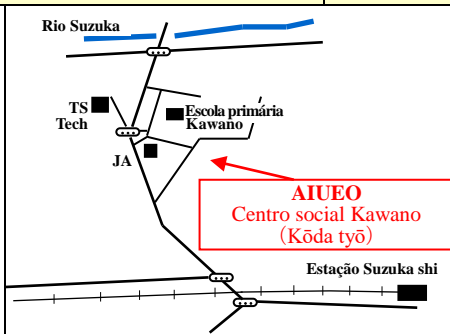 Rio Suzuka
TS
Tech
Escola primária
Kawano
JA
AIUEO
Centro social Kawano
(Kōda tyō)
Estação Suzuka shi